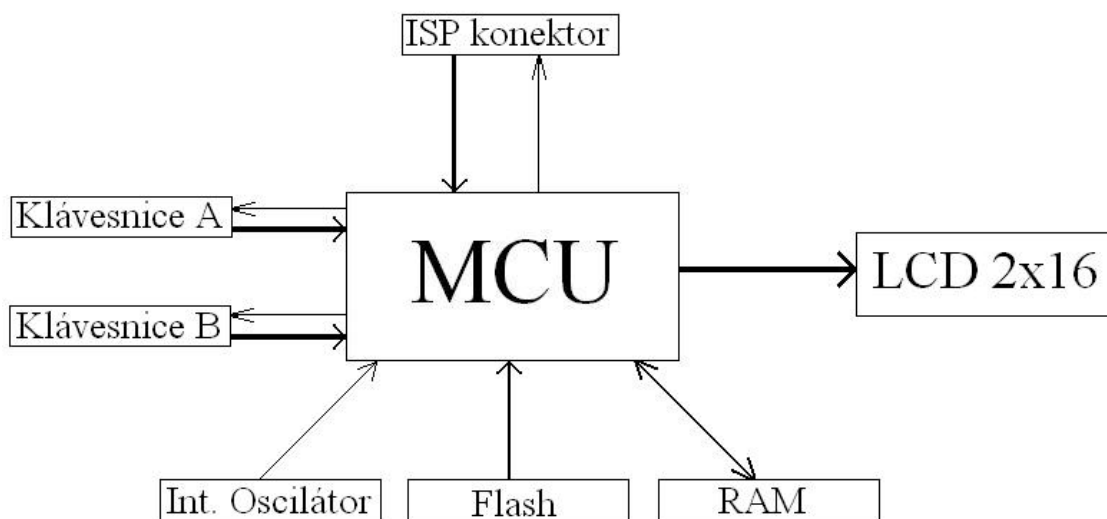 ISP konektor
Klávesnice A
MCU
LCD 2x16
Klávesnice B
Int. Oscilátor
Flash
RAM